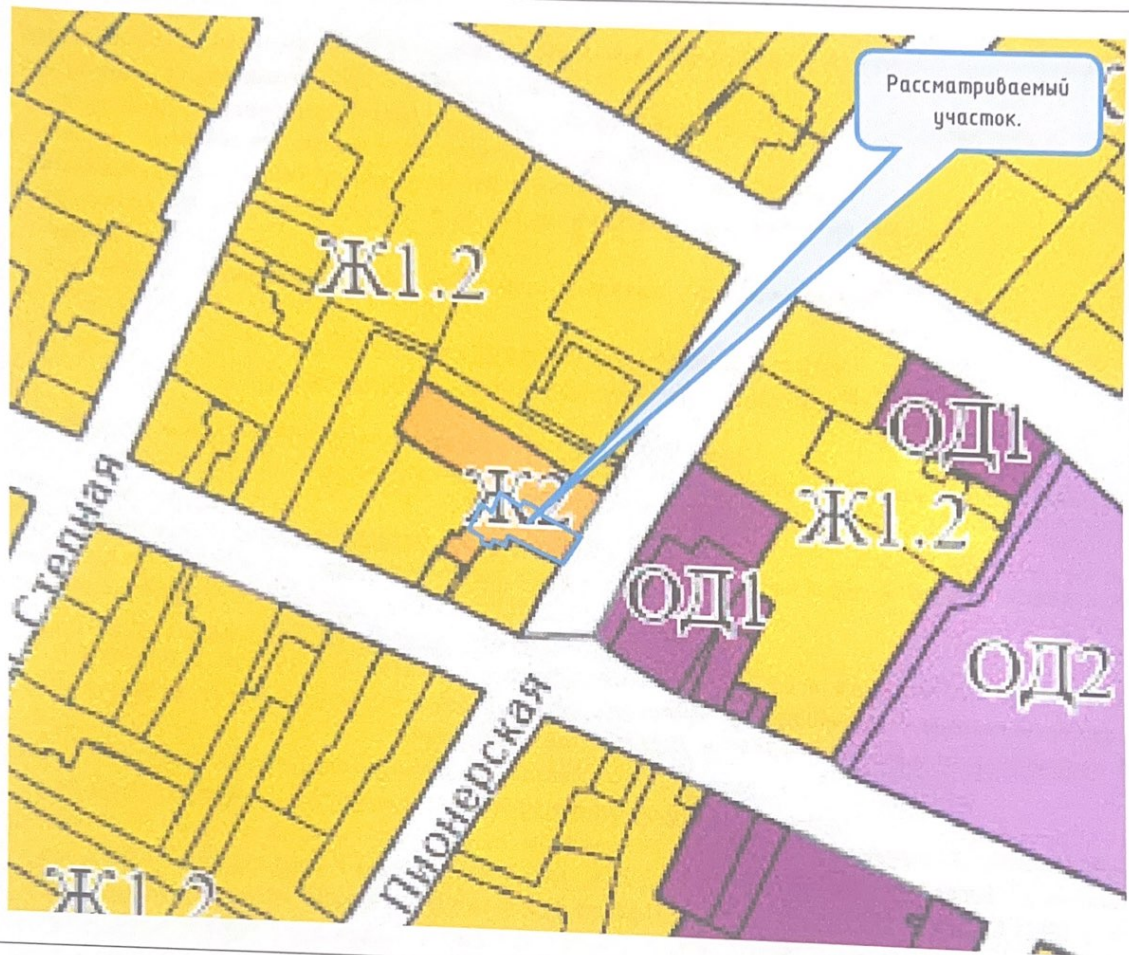 Рассматриваемый
участок.
Ж1.2
ОД1
Ж2
Ж1.2
Степная
ОД1
ОД2
Пионерская
Ж1.2